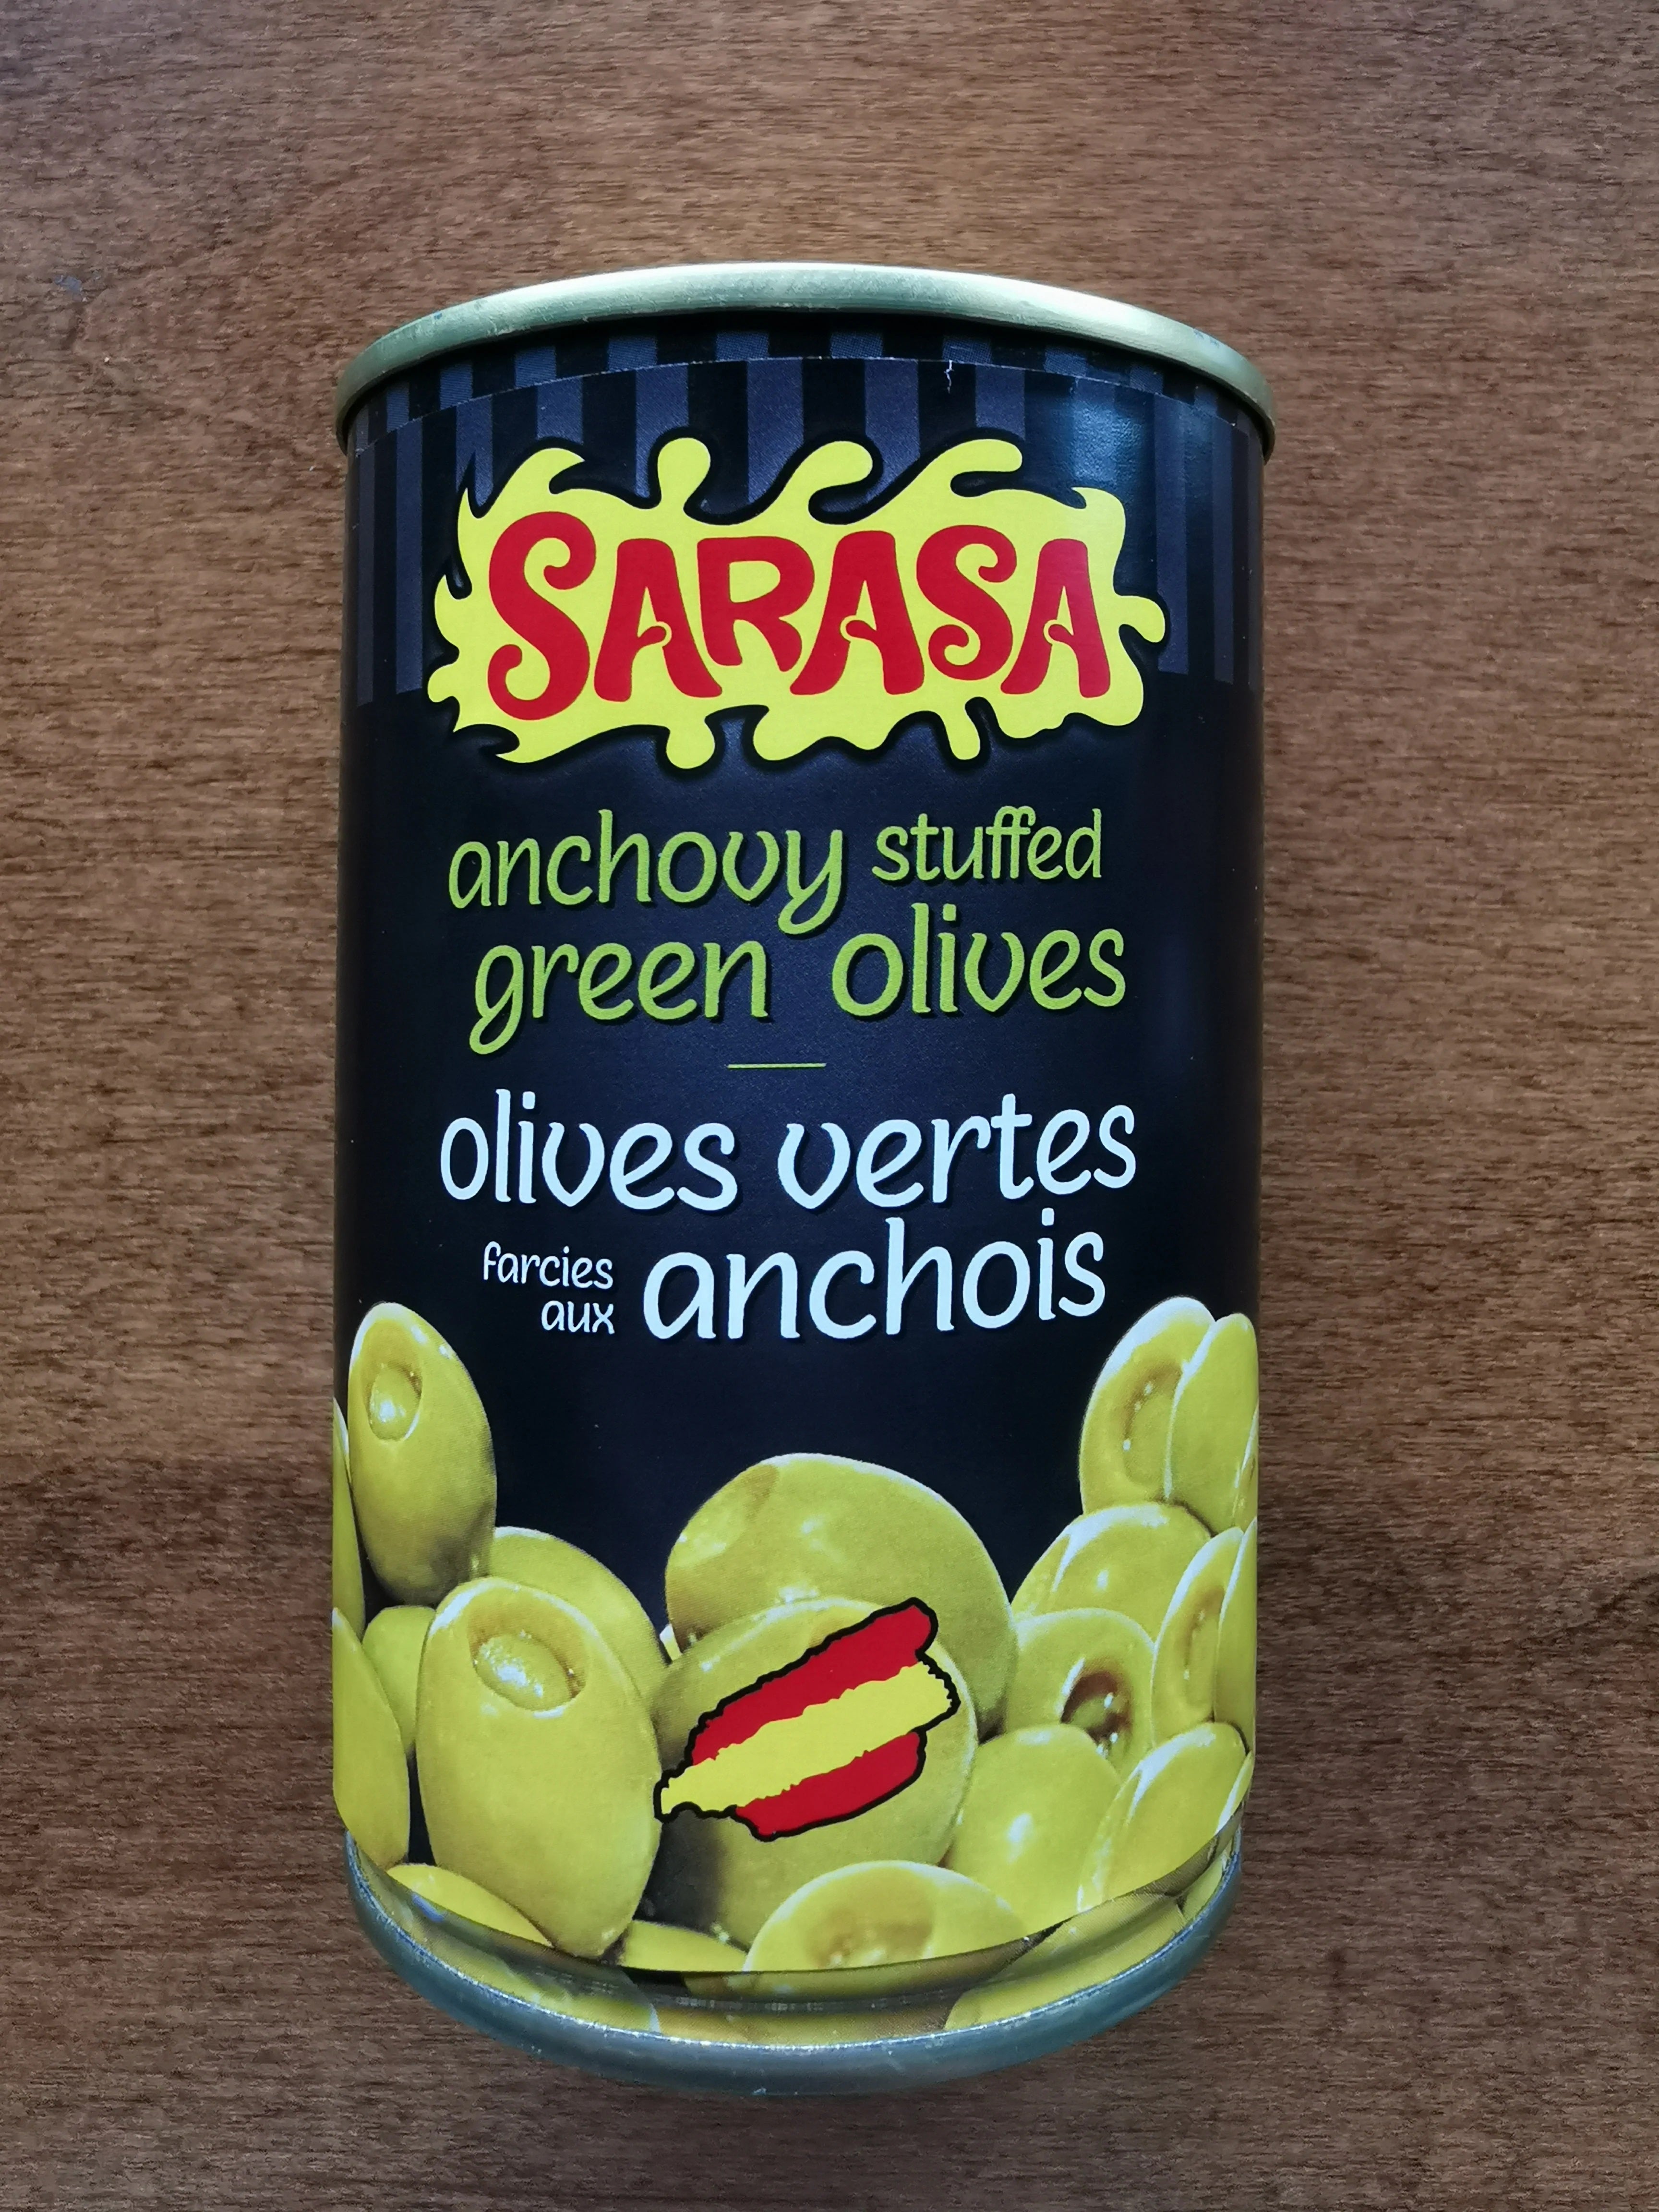 SARASA
anchovy stuffed
green olives
olives vertes
farcies
aux anchois